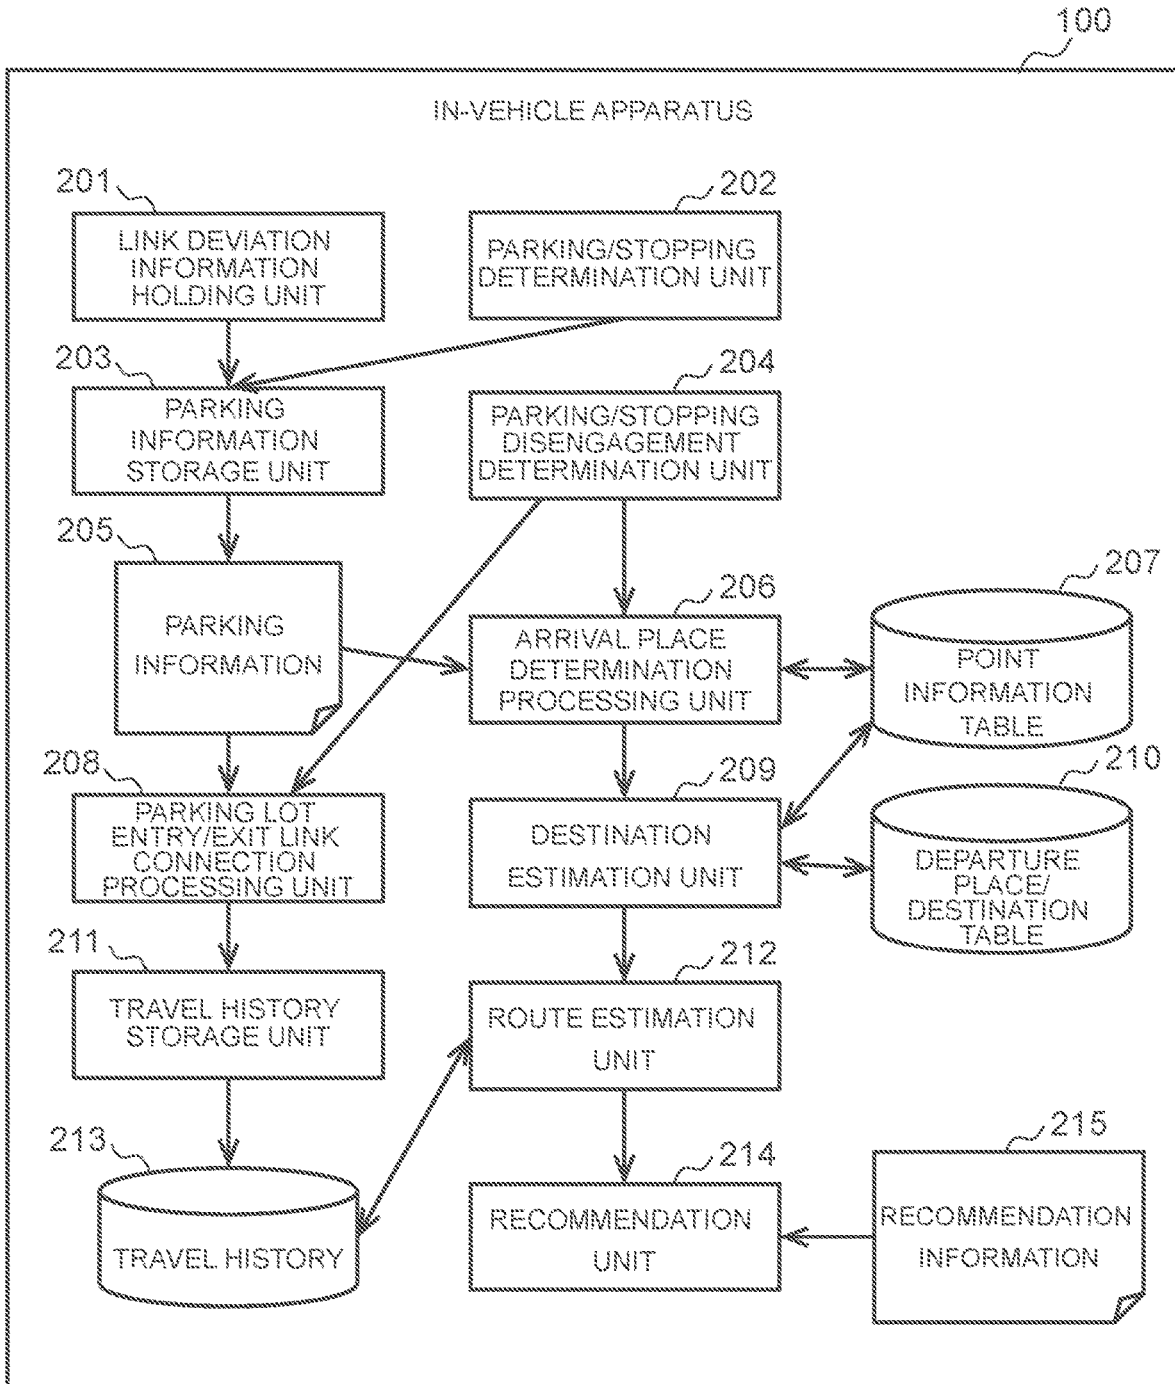 100
IN-VEHICLE APPARATUS
201
LINK DEVIATION
INFORMATION
HOLDING UNIT
202
PARKING/STOPPING
DETERMINATION UNIT
203
PARKING
INFORMATION
STORAGE UNIT
204
PARKING/STOPPING
DISENGAGEMENT
DETERMINATION UNIT
205
PARKING
INFORMATION
206
ARRIVAL PLACE
DETERMINATION
PROCESSING UNIT
207
POINT
INFORMATION
TABLE
208
PARKING LOT
ENTRY/EXIT LINK
CONNECTION
PROCESSING UNIT
209
DESTINATION
ESTIMATION UNIT
210
DEPARTURE
PLACE/
DESTINATION
TABLE
211
TRAVEL HISTORY
STORAGE UNIT
212
ROUTE ESTIMATION
UNIT
213
TRAVEL HISTORY
214
RECOMMENDATION
UNIT
215
RECOMMENDATION
INFORMATION